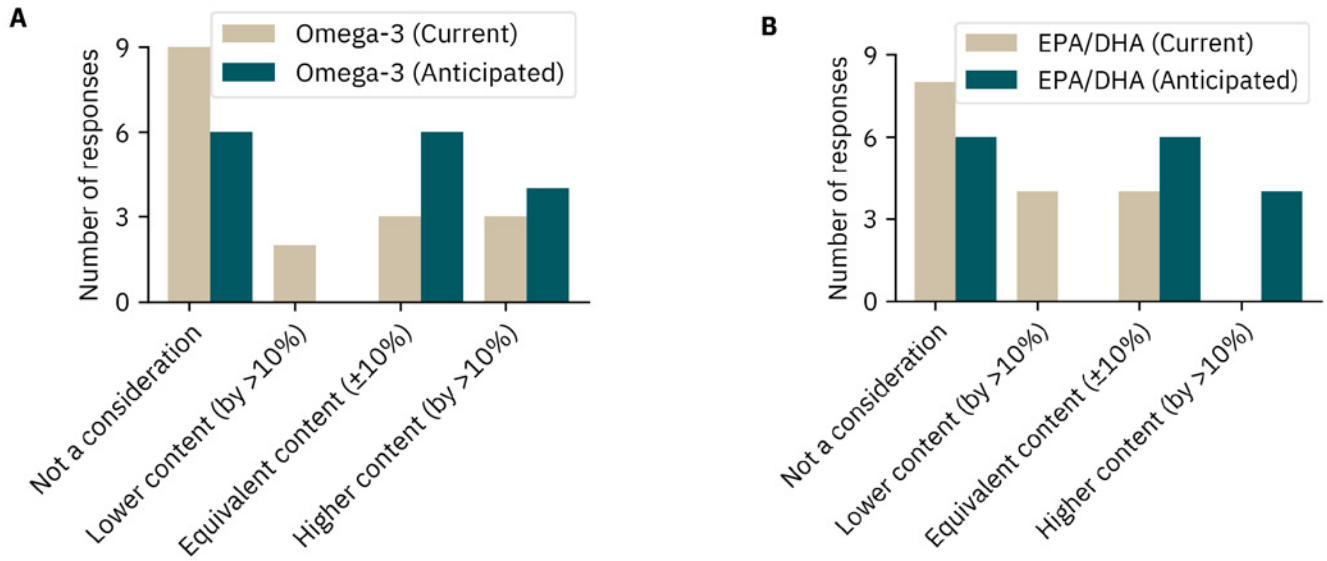 A
Omega-3 (Current)
Omega-3 (Anticipated)
Number of responses
9
6
3
0
Not a consideration
Lower content (by >10%)
Equivalent content (±10%)
Higher content (by >10%)
B
EPA/DHA (Current)
EPA/DHA (Anticipated)
Number of responses
9
6
3
0
Not a consideration
Lower content (by >10%)
Equivalent content (±10%)
Higher content (by >10%)